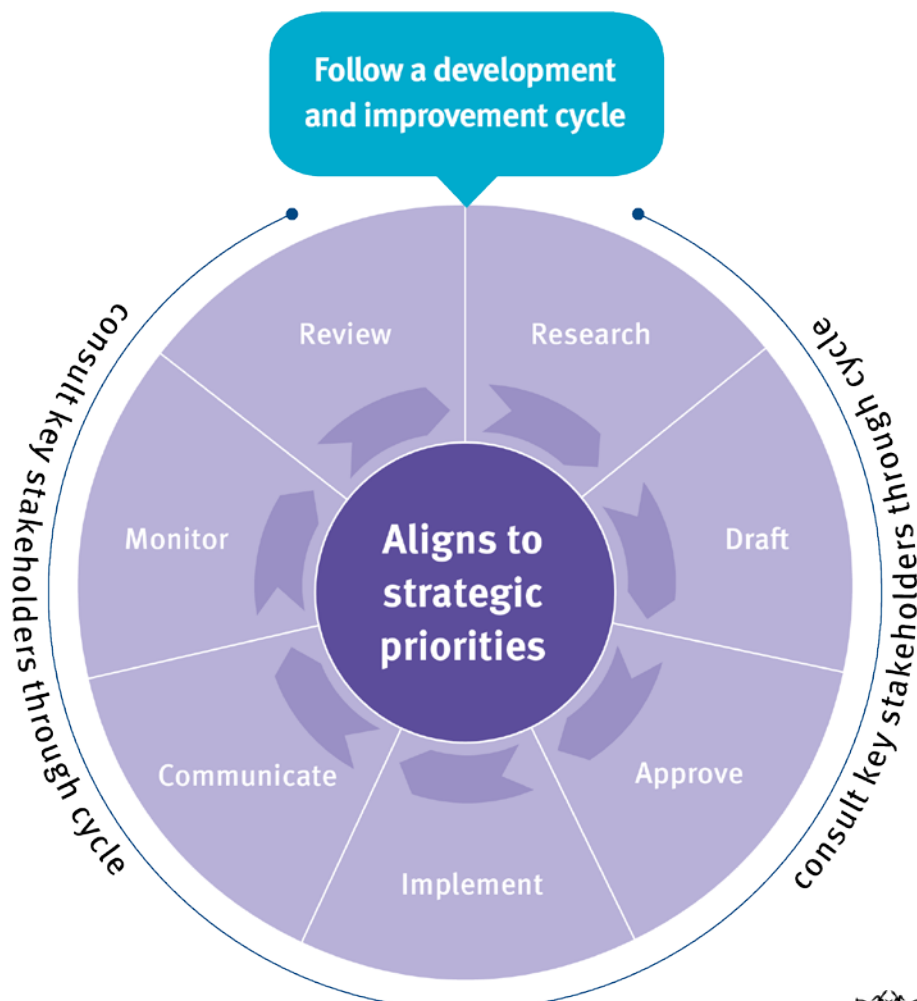 Follow a development
and improvement cycle
Research
Draft
Approve
Implement
Communicate
Monitor
Review
Aligns to
strategic
priorities
consult key stakeholders through cycle
consult key stakeholders through cycle